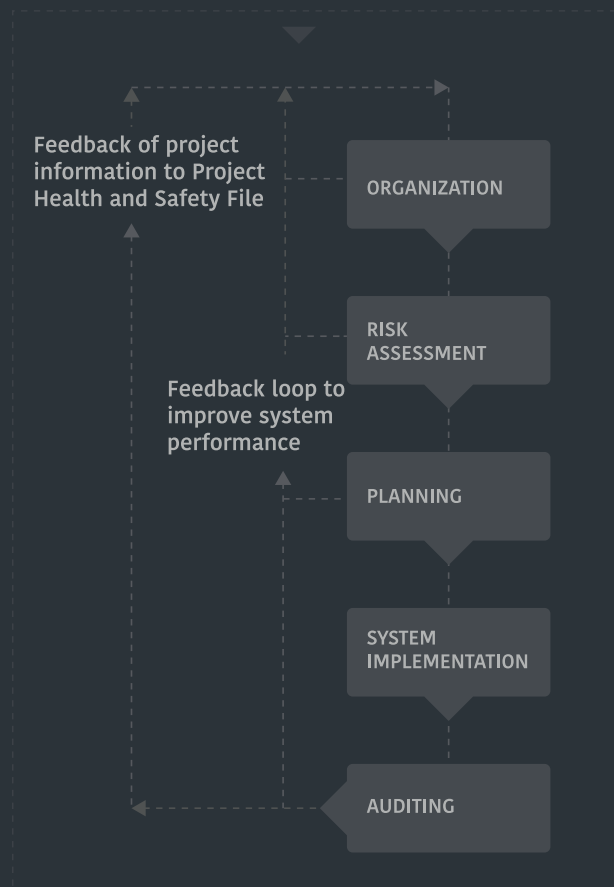 Feedback of project
information to Project
Health and Safety File
ORGANIZATION
RISK
ASSESSMENT
Feedback loop to
improve system
performance
PLANNING
SYSTEM
IMPLEMENTATION
AUDITING